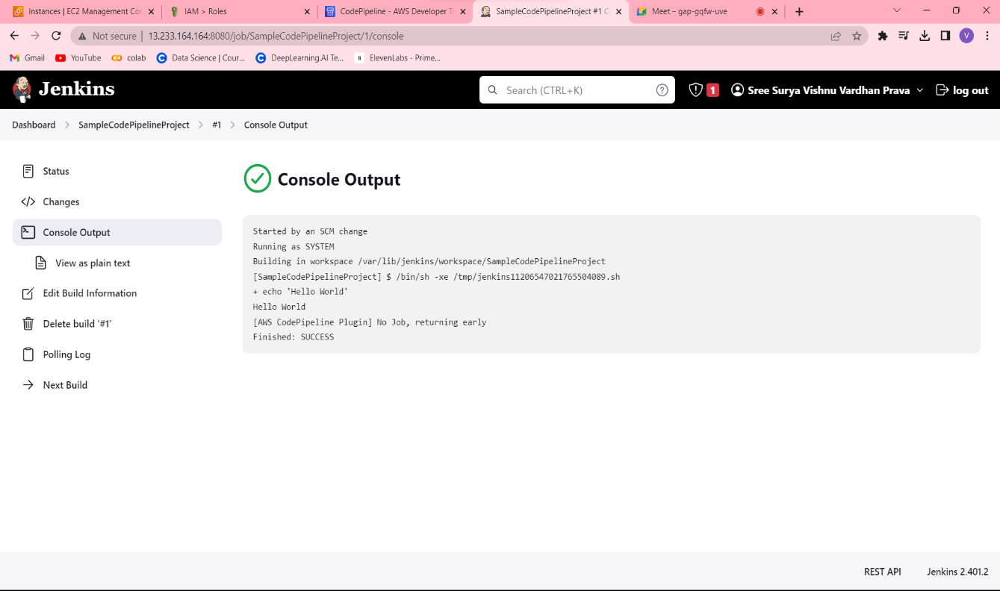 Instances | EC2 Management Con
IAM > Roles
CodePipeline - AWS Developer T
SampleCodePipelineProject #1 C
Meet – gap-gqfw-uve
Not secure | 13.233.164.164:8080/job/SampleCodePipelineProject/1/console
V
Gmail
YouTube
colab
Data Science | Cour...
DeepLearning.AI Te...
ElevenLabs - Prime...
Jenkins
Search (CTRL+K)
1
Sree Surya Vishnu Vardhan Prava
log out
Dashboard
SampleCodePipelineProject
#1
Console Output
Status
Changes
Console Output
View as plain text
Edit Build Information
Delete build ‘#1’
Polling Log
Next Build
Console Output
Started by an SCM change
Running as SYSTEM
Building in workspace /var/lib/jenkins/workspace/SampleCodePipelineProject
[SampleCodePipelineProject] $ /bin/sh -xe /tmp/jenkins11206547021765504089.sh
+ echo 'Hello World'
Hello World
[AWS CodePipeline Plugin] No Job, returning early
Finished: SUCCESS
REST API
Jenkins 2.401.2